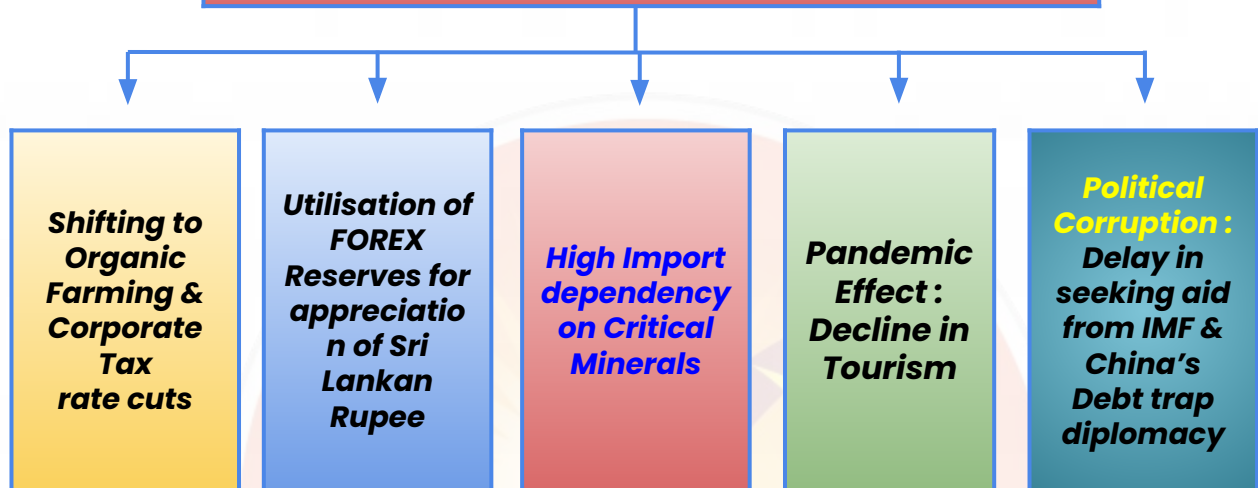 Shifting to
Organic
Farming &
Corporate
Tax
rate cuts
Utilisation of
FOREX
Reserves for
appreciatio
n of Sri
Lankan
Rupee
High Import
dependency
on Critical
Minerals
Pandemic
Effect :
Decline in
Tourism
Political
Corruption :
Delay in
seeking aid
from IMF &
China's
Debt trap
diplomacy